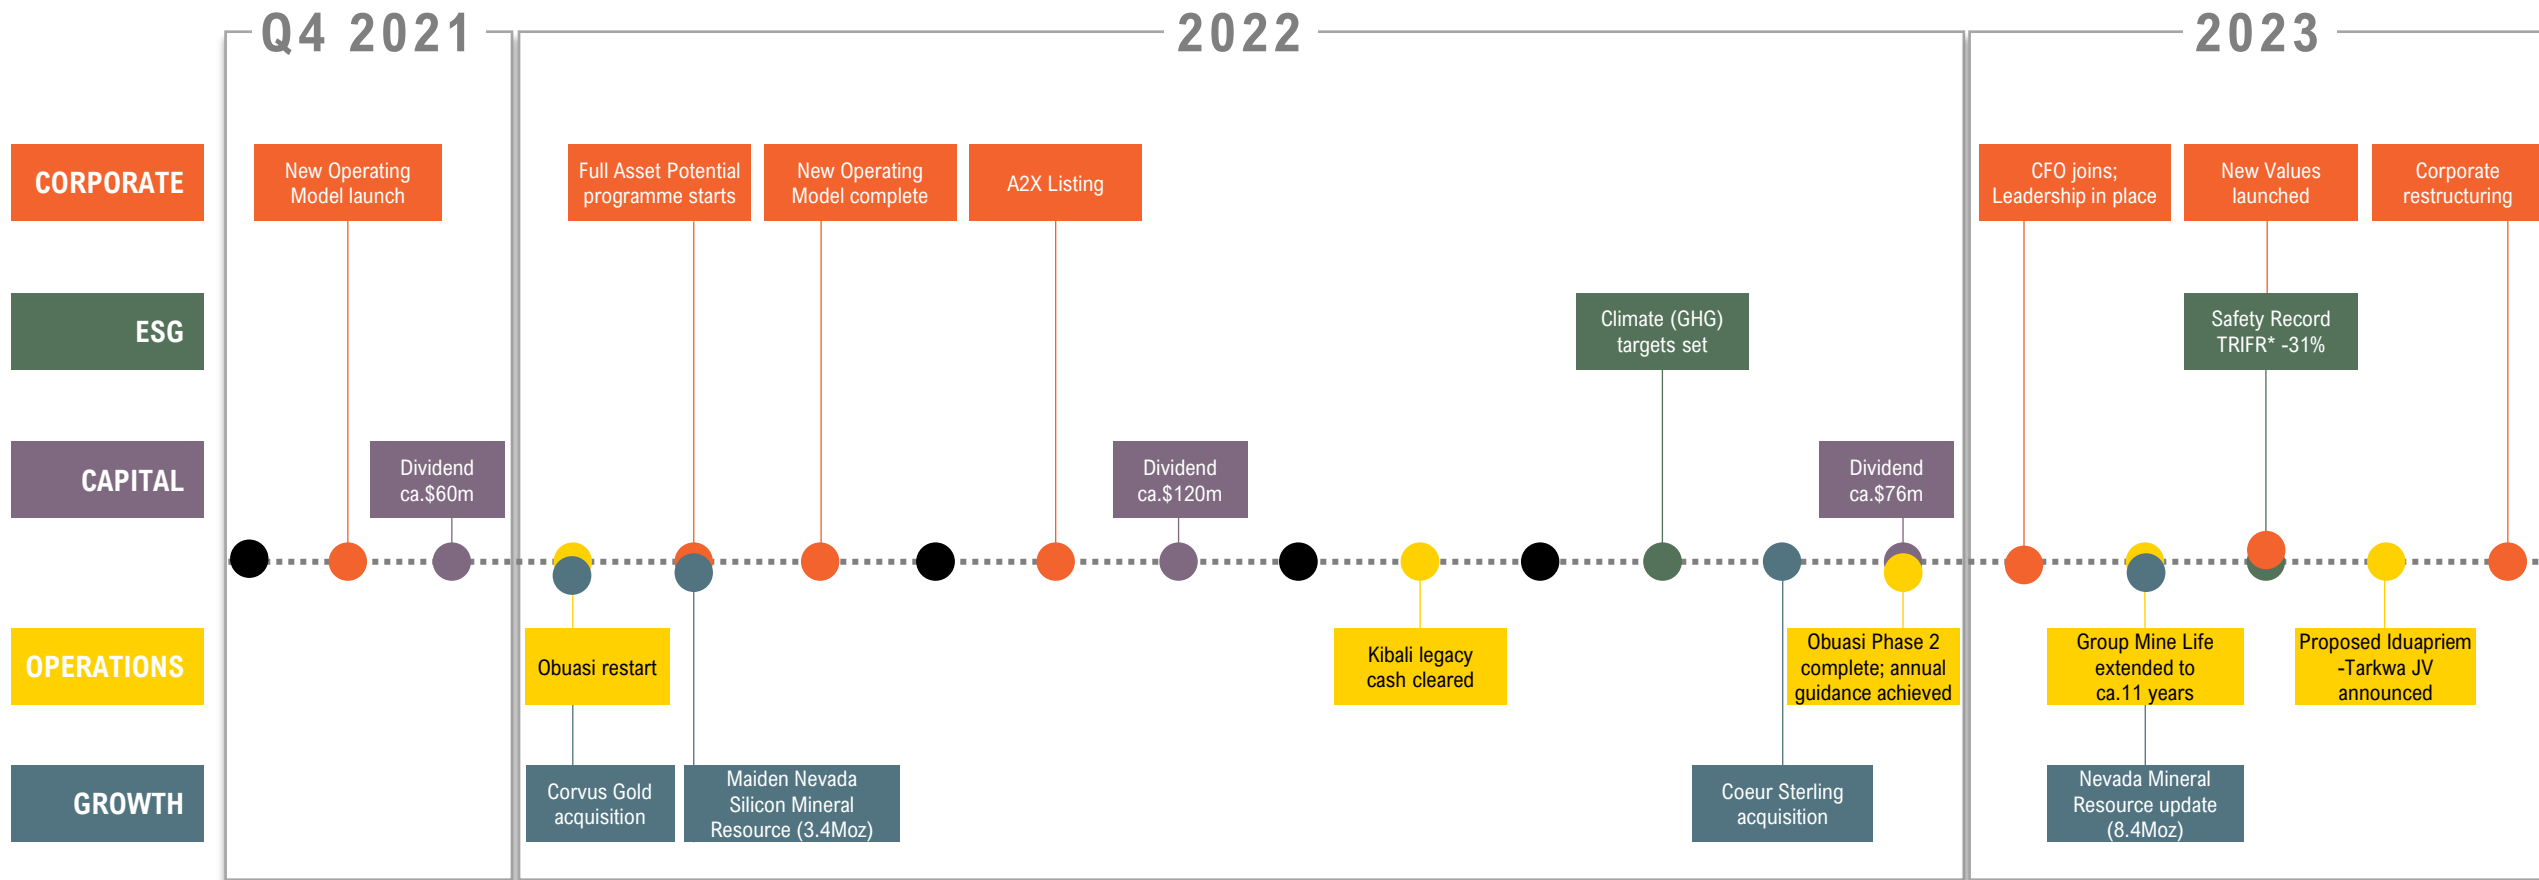 Q4 2021
2022
2023
CORPORATE
New Operating
Model launch
Full Asset Potential
programme starts
New Operating
Model complete
A2X Listing
CFO joins;
Leadership in place
New Values
launched
Corporate
restructuring
ESG
Climate (GHG)
targets set
Safety Record
TRIFR* -31%
CAPITAL
Dividend
ca.$60m
Dividend
ca.$120m
Dividend
ca.$76m
OPERATIONS
Obuasi restart
Kibali legacy
cash cleared
Obuasi Phase 2
complete; annual
guidance achieved
Group Mine Life
extended to
ca.11 years
Proposed Iduapriem
-Tarkwa JV
announced
GROWTH
Corvus Gold
acquisition
Maiden Nevada
Silicon Mineral
Resource (3.4Moz)
Coeur Sterling
acquisition
Nevada Mineral
Resource update
(8.4Moz)